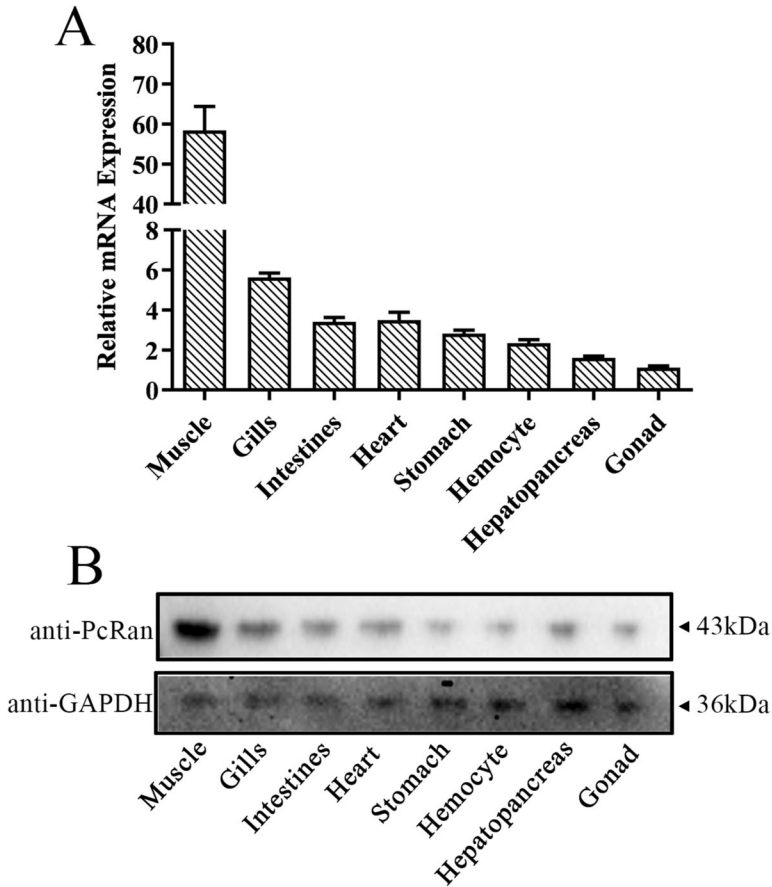 A
Relative mRNA Expression
80
70
60
50
40
8
6
4
2
0
Muscle
Gills
Intestines
Heart
Stomach
Hemocyte
Hepatopancreas
Gonad
B
anti-PcRan
43kDa
anti-GAPDH
36kDa
Muscle
Gills
Intestines
Heart
Stomach
Hemocyte
Hepatopancreas
Gonad